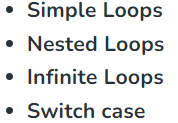 • Simple Loops
• Nested Loops
• Infinite Loops
• Switch case